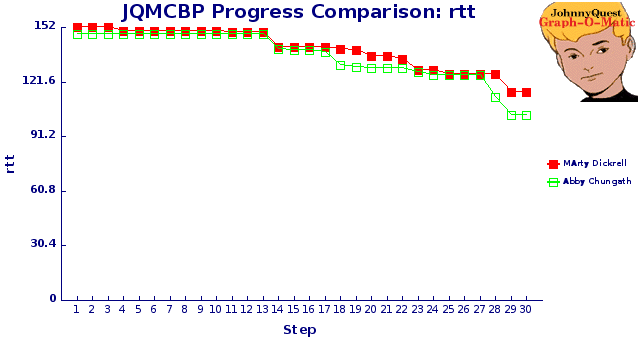 JQMCBP Progress Comparison: rtt
JohnnyQuest
Graph-O-Matic
152
121.6
91.2
60.8
30.4
0
rtt
MArty Dickrell
Abby Chungath
1 2 3 4 5 6 7 8 9 10 11 12 13 14 15 16 17 18 19 20 21 22 23 24 25 26 27 28 29 30
Step